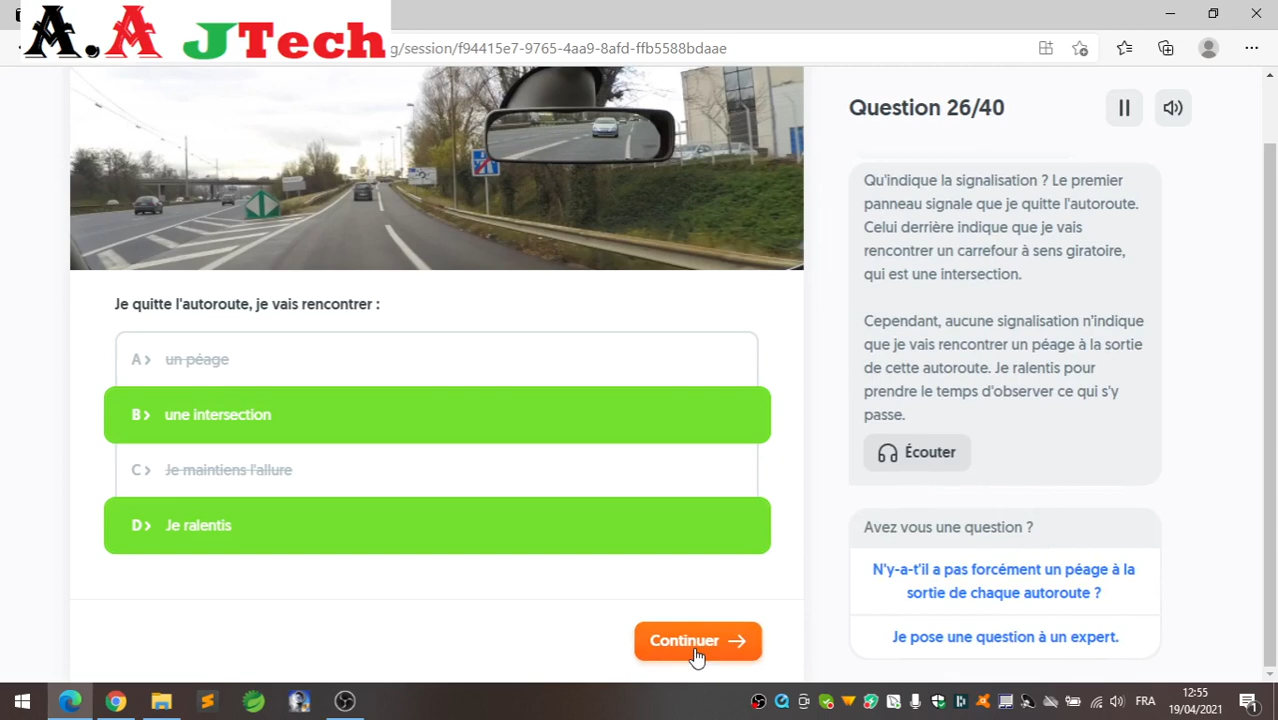 A.A JTech
g/session/f94415e7-9765-4aa9-8afd-ffb5588bdaae
Question 26/40
Qu'indique la signalisation ? Le premier
panneau signale que je quitte l'autoroute.
Celui derrière indique que je vais
rencontrer un carrefour à sens giratoire,
qui est une intersection.
Cependant, aucune signalisation n'indique
que je vais rencontrer un péage à la sortie
de cette autoroute. Je ralentis pour
prendre le temps d'observer ce qui s'y
passe.
Écouter
Je quitte l'autoroute, je vais rencontrer :
A > un péage
B > une intersection
C > Je maintiens l'allure
D > Je ralentis
Avez vous une question ?
N'y-a-t'il a pas forcément un péage à la
sortie de chaque autoroute ?
Je pose une question à un expert.
Continuer →
FRA
12:55
19/04/2021
1